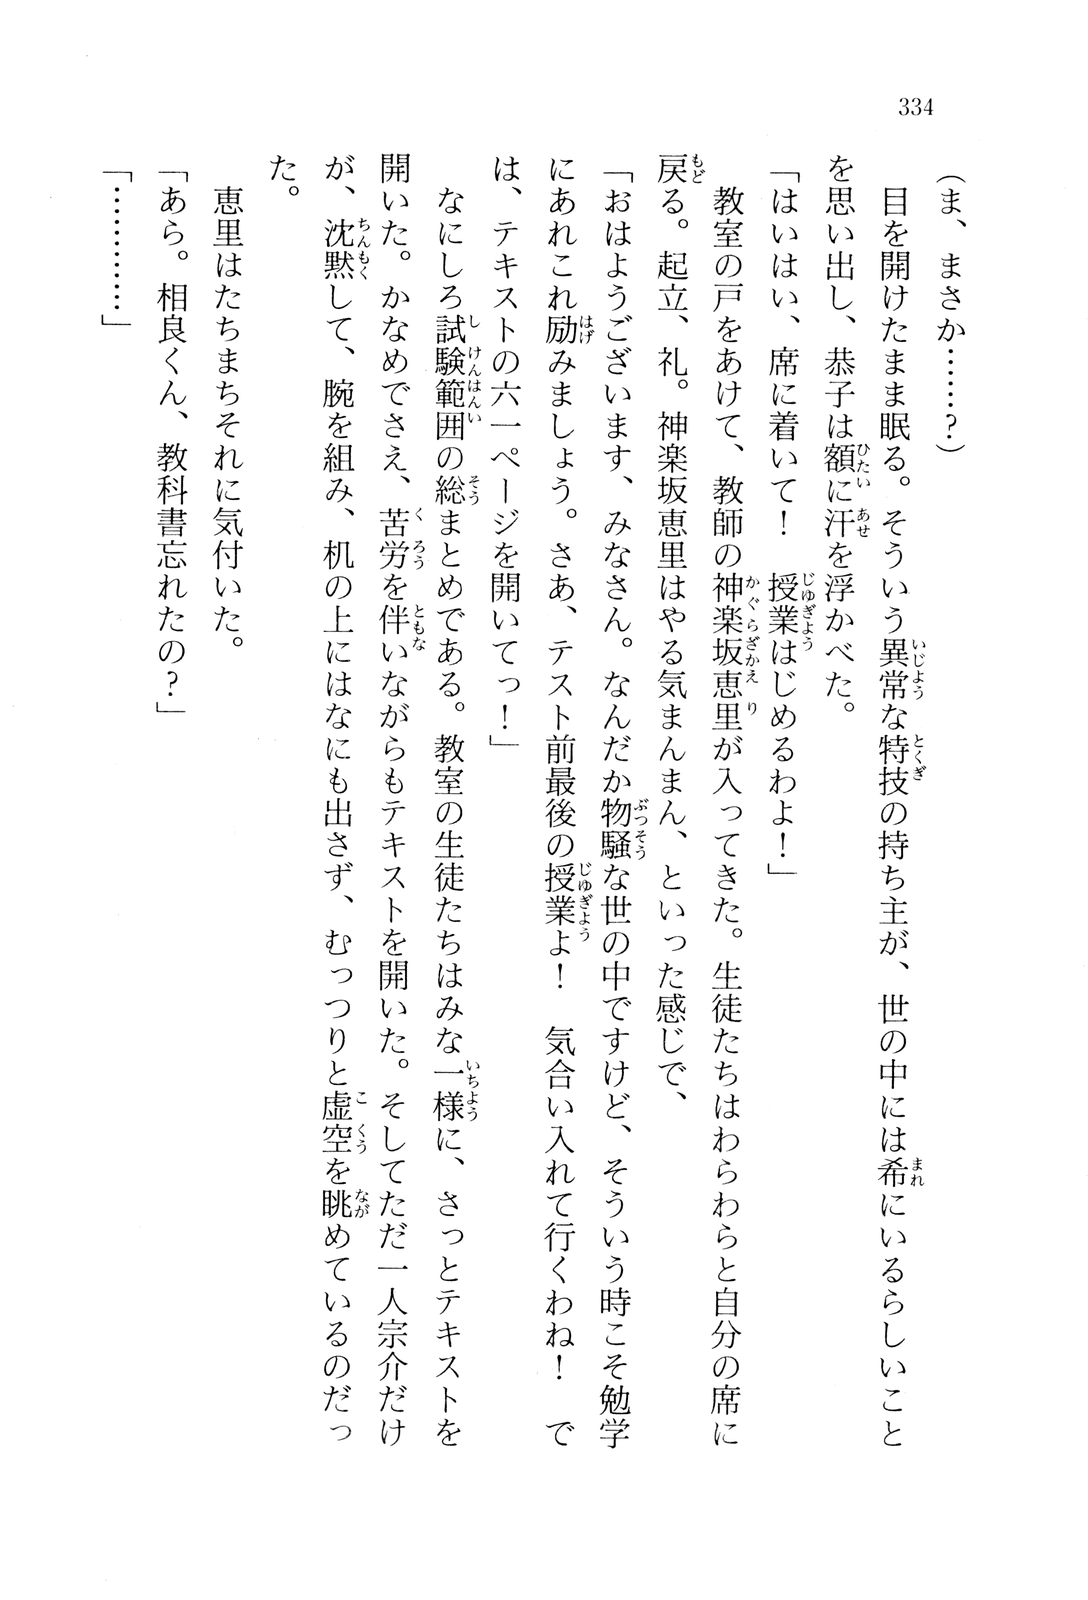 334
（ま、まさか……？）
　目を開けたまま眠る。そういう異常な特技の持ち主が、世の中には希にいるらしいこと
を思い出し、恭子は額に汗を浮かべた。
「はいはい、席に着いて！　授業はじめるわよ！」
　教室の戸をあけて、教師の神楽坂恵里が入ってきた。生徒たちはわらわらと自分の席に
戻る。起立、礼。神楽坂恵里はやる気まんまん、といった感じで、
「おはようございます、みなさん。なんだか物騒な世の中ですけど、そういう時こそ勉学
にあれこれ励みましょう。さあ、テスト前最後の授業よ！　気合い入れて行くわね！　で
は、テキストの六一ページを開いてっ！」
　なにしろ試験範囲の総まとめである。教室の生徒たちはみな一様に、さっとテキストを
開いた。かなめでさえ、苦労を伴いながらもテキストを開いた。そしてただ一人宗介だけ
が、沈黙して、腕を組み、机の上にはなにも出さず、むっつりと虚空を眺めているのだっ
た。
　恵里はたちまちそれに気付いた。
「あら。相良くん、教科書忘れたの？」
「…………」